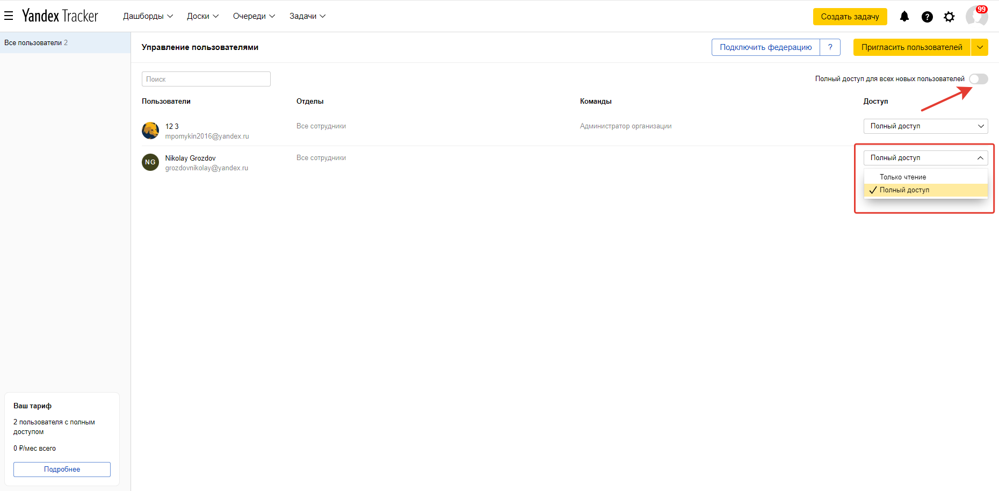 Yandex Tracker
Дашборды
Доски
Очереди
Задачи
Создать задачу
?
99
Все пользователи 2
Управление пользователями
Подключить федерацию
?
Пригласить пользователей
Поиск
Полный доступ для всех новых пользователей
Пользователи
Отделы
Команды
Доступ
12 3
mpomykin2016@yandex.ru
Все сотрудники
Администратор организации
Полный доступ
NG
Nikolay Grozdov
grozdovnikolay@yandex.ru
Все сотрудники
Полный доступ
Только чтение
Полный доступ
Ваш тариф
2 пользователя с полным
доступом
0 ₽/мес всего
Подробнее